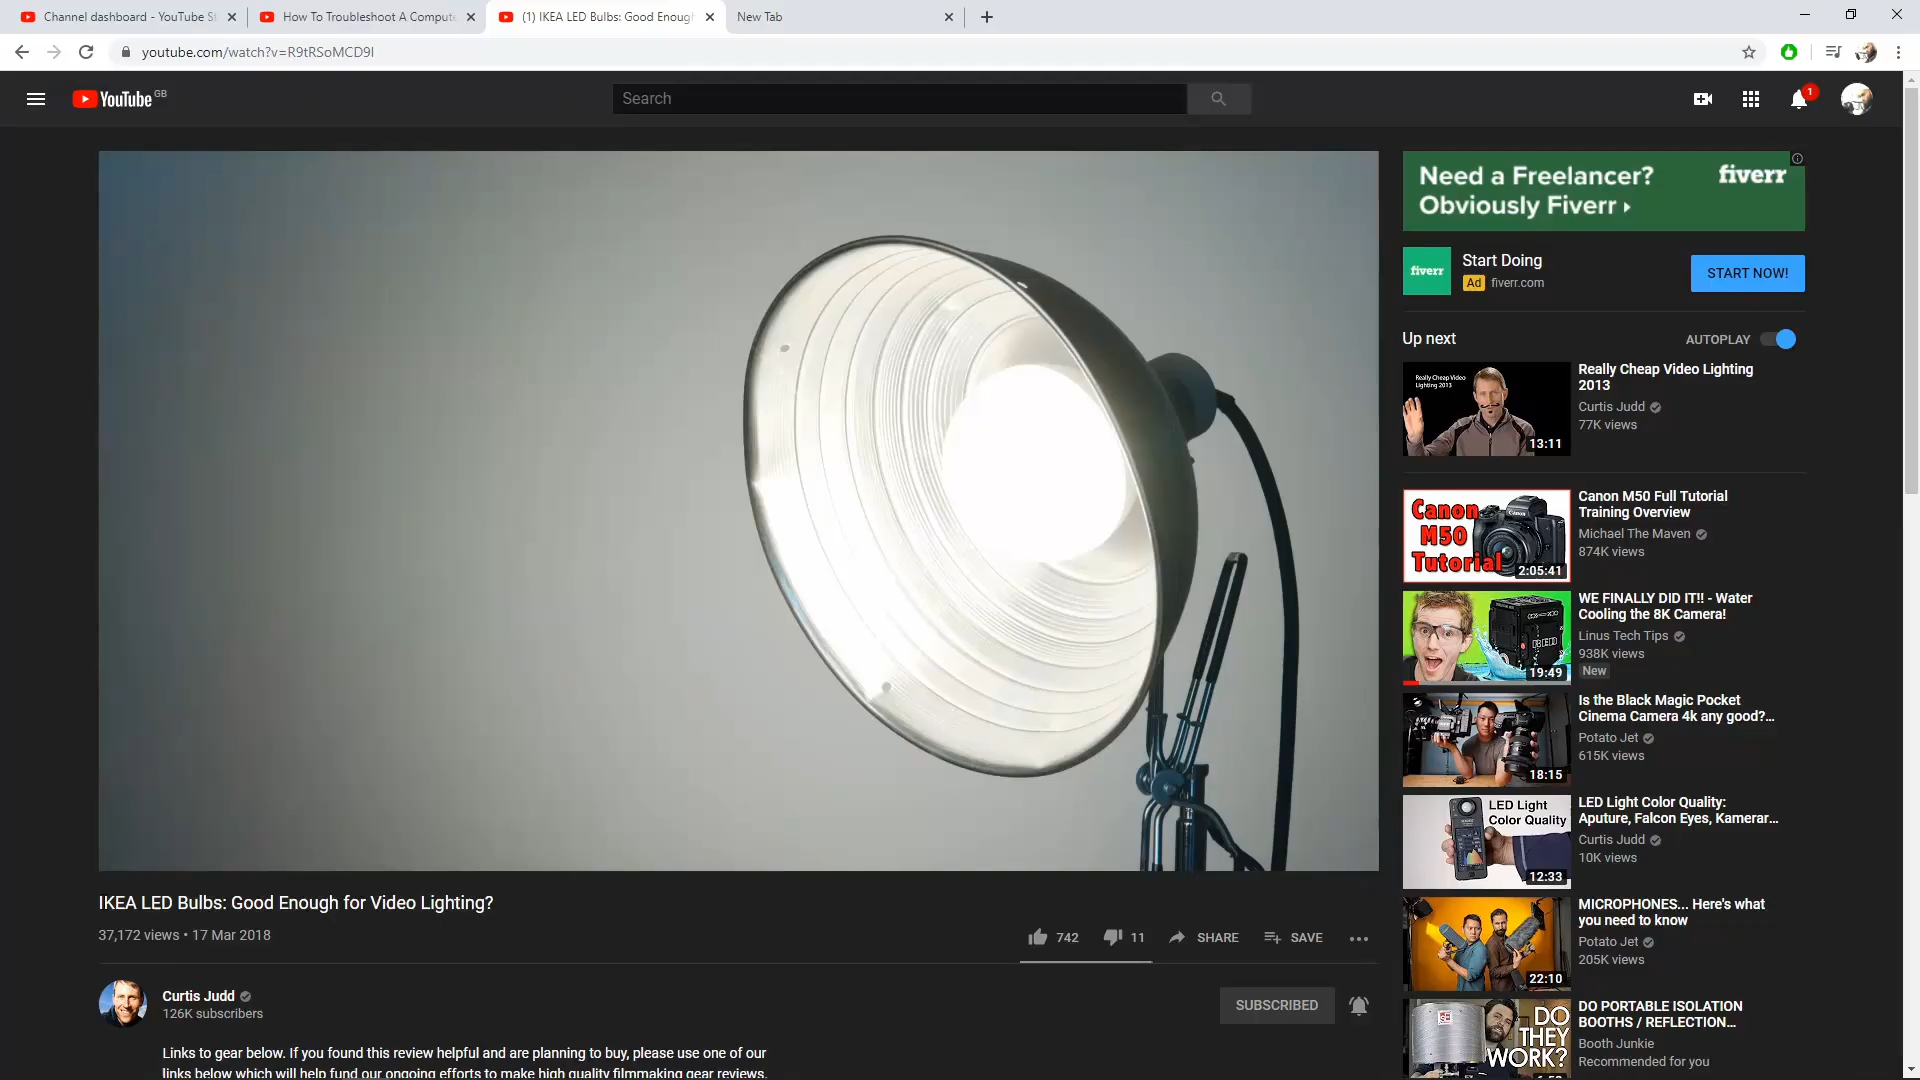 Channel dashboard - YouTube St
How To Troubleshoot A Compute
(1) IKEA LED Bulbs: Good Enough
New Tab
youtube.com/watch?v=R9tRSoMCD9I
YouTube GB
Search
1
Need a Freelancer?
Obviously Fiverr
fiverr
fiverr
Start Doing
Ad fiverr.com
START NOW!
Up next
AUTOPLAY
Really Cheap Video
Lighting 2013
13:11
Really Cheap Video Lighting
2013
Curtis Judd
77K views
Canon
M50
Tutorial
Canon
2:05:41
Canon M50 Full Tutorial
Training Overview
Michael The Maven
874K views
19:49
WE FINALLY DID IT!! - Water
Cooling the 8K Camera!
Linus Tech Tips
938K views
New
18:15
Is the Black Magic Pocket
Cinema Camera 4k any good?...
Potato Jet
615K views
LED Light
Color Quality
12:33
LED Light Color Quality:
Aputure, Falcon Eyes, Kamerar...
Curtis Judd
10K views
22:10
MICROPHONES... Here's what
you need to know
Potato Jet
205K views
DO
THEY
WORK?
DO PORTABLE ISOLATION
BOOTHS / REFLECTION...
Booth Junkie
Recommended for you
IKEA LED Bulbs: Good Enough for Video Lighting?
37,172 views • 17 Mar 2018
742
11
SHARE
SAVE
Curtis Judd
126K subscribers
SUBSCRIBED
Links to gear below. If you found this review helpful and are planning to buy, please use one of our
links below which will help fund our ongoing efforts to make high quality filmmaking gear reviews.